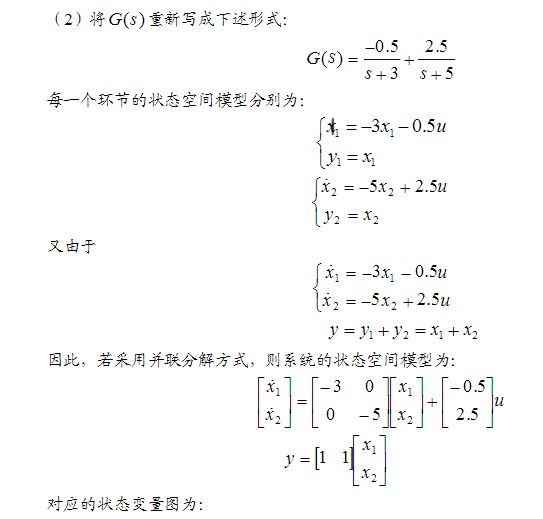 （2）将G(s)重新写成下述形式：
G(s) = \frac{-0.5}{s+3} + \frac{2.5}{s+5}
每一个环节的状态空间模型分别为：
\begin{cases} \dot{x}_1 = -3x_1 - 0.5u \\ y_1 = x_1 \end{cases}
\begin{cases} \dot{x}_2 = -5x_2 + 2.5u \\ y_2 = x_2 \end{cases}
又由于
\begin{cases} \dot{x}_1 = -3x_1 - 0.5u \\ \dot{x}_2 = -5x_2 + 2.5u \end{cases}
y = y_1 + y_2 = x_1 + x_2
因此，若采用并联分解方式，则系统的状态空间模型为：
\begin{bmatrix} \dot{x}_1 \\ \dot{x}_2 \end{bmatrix} = \begin{bmatrix} -3 & 0 \\ 0 & -5 \end{bmatrix} \begin{bmatrix} x_1 \\ x_2 \end{bmatrix} + \begin{bmatrix} -0.5 \\ 2.5 \end{bmatrix} u
y = \begin{bmatrix} 1 & 1 \end{bmatrix} \begin{bmatrix} x_1 \\ x_2 \end{bmatrix}
对应的状态变量图为：